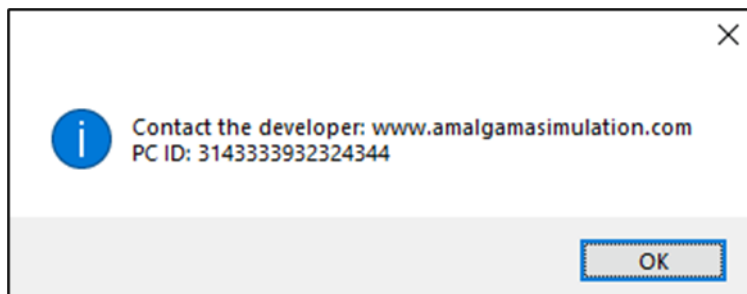 Contact the developer: www.amalgamasimulation.com
PC ID: 3143333932324344
OK